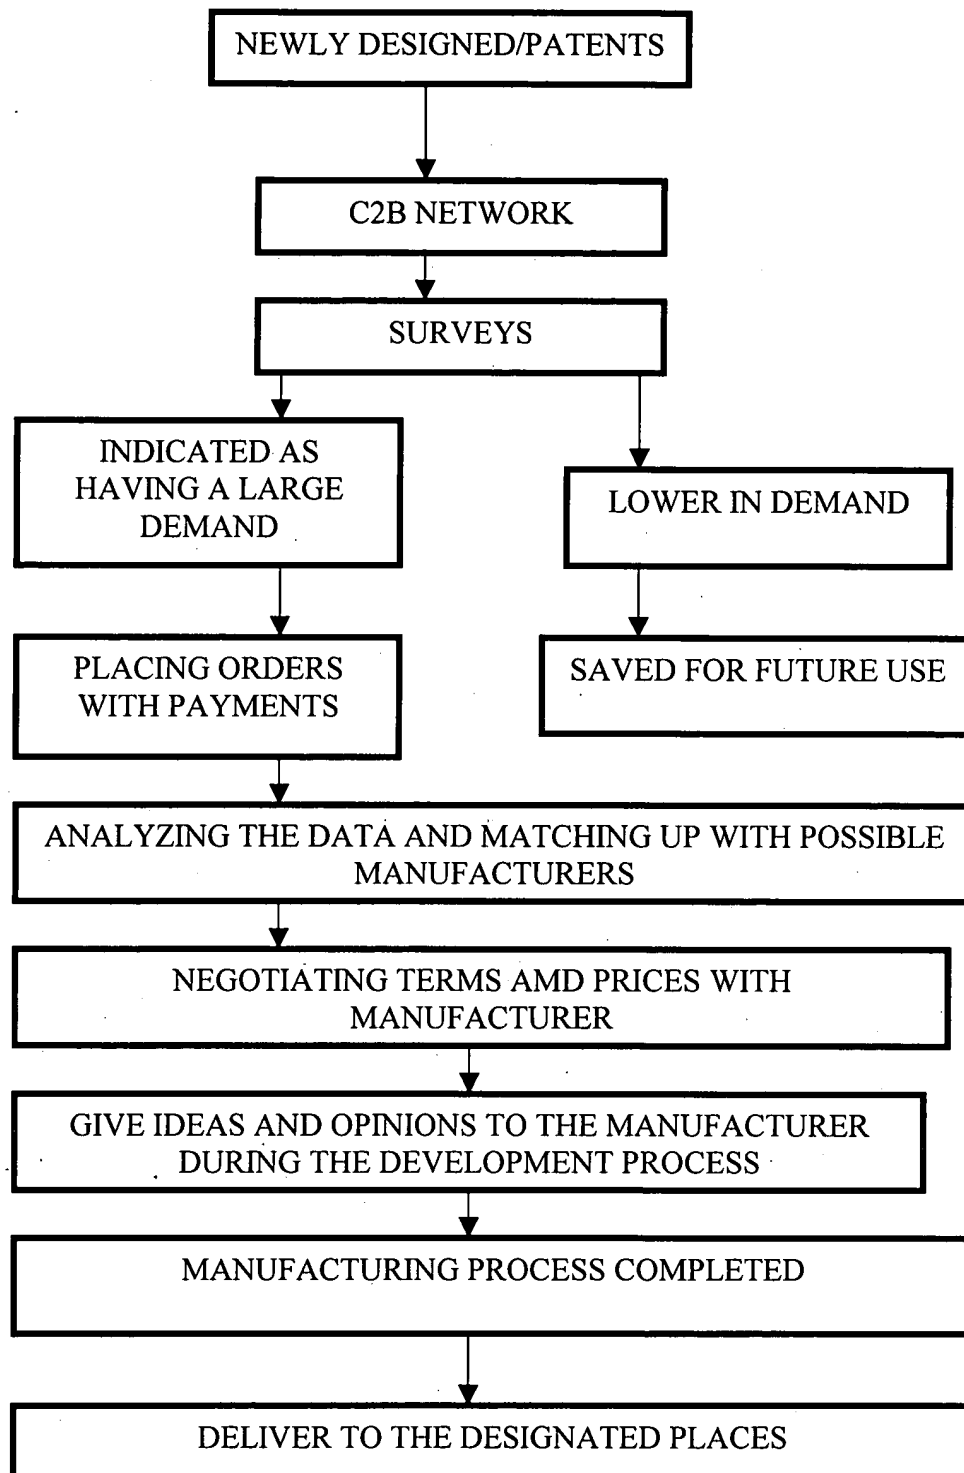 NEWLY DESIGNED/PATENTS
C2B NETWORK
SURVEYS
INDICATED AS
HAVING A LARGE
DEMAND
LOWER IN DEMAND
PLACING ORDERS
WITH PAYMENTS
SAVED FOR FUTURE USE
ANALYZING THE DATA AND MATCHING UP WITH POSSIBLE
MANUFACTURERS
NEGOTIATING TERMS AMD PRICES WITH
MANUFACTURER
GIVE IDEAS AND OPINIONS TO THE MANUFACTURER
DURING THE DEVELOPMENT PROCESS
MANUFACTURING PROCESS COMPLETED
DELIVER TO THE DESIGNATED PLACES